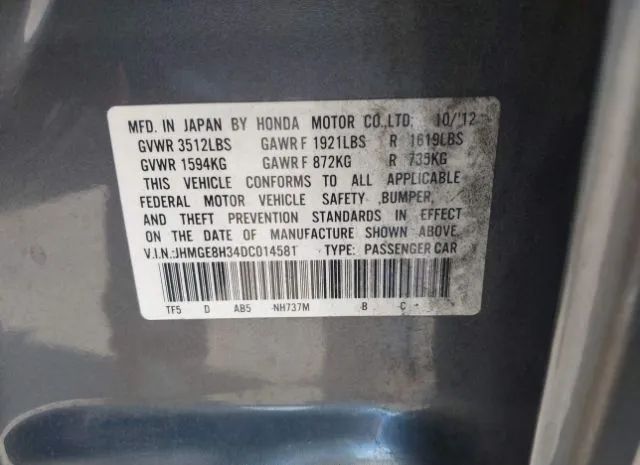 MFD. IN JAPAN BY HONDA MOTOR CO.,LTD. 10/'12
GVWR 3512LBS GAWR F 1921LBS R 1619LBS
GVWR 1594KG GAWR F 872KG R 735KG
THIS VEHICLE CONFORMS TO ALL APPLICABLE
FEDERAL MOTOR VEHICLE SAFETY ,BUMPER,
AND THEFT PREVENTION STANDARDS IN EFFECT
ON THE DATE OF MANUFACTURE SHOWN ABOVE.
V.I.N.:JHMGE8H34DC014581 TYPE: PASSENGER CAR
TF5 D AB5 NH737M B C